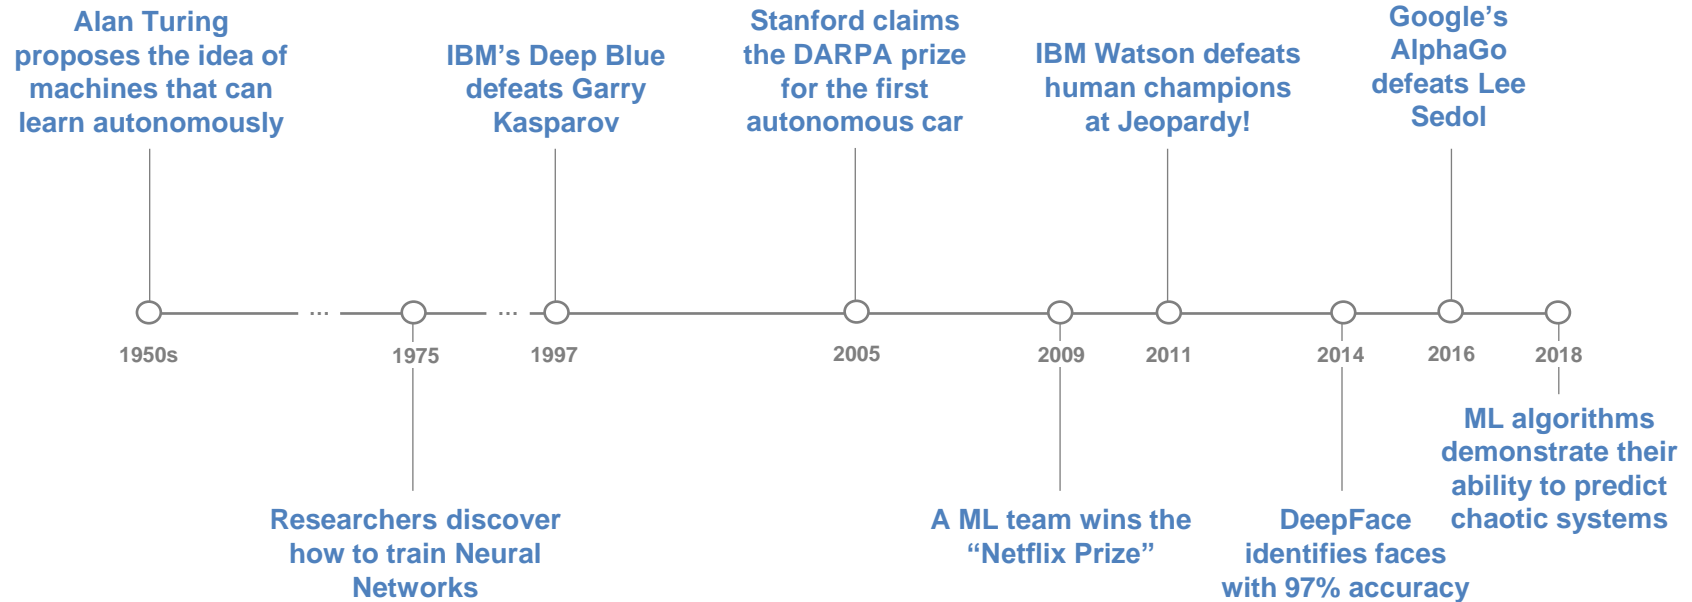 Alan Turing
proposes the idea of
machines that can
learn autonomously
IBM's Deep Blue
defeats Garry
Kasparov
Stanford claims
the DARPA prize
for the first
autonomous car
IBM Watson defeats
human champions
at Jeopardy!
Google’s
AlphaGo
defeats Lee
Sedol
... ...
1950s 1975 1997 2005 2009 2011 2014 2016 2018
Researchers discover
how to train Neural
Networks
A ML team wins the
“Netflix Prize”
DeepFace
identifies faces
with 97% accuracy
ML algorithms
demonstrate their
ability to predict
chaotic systems